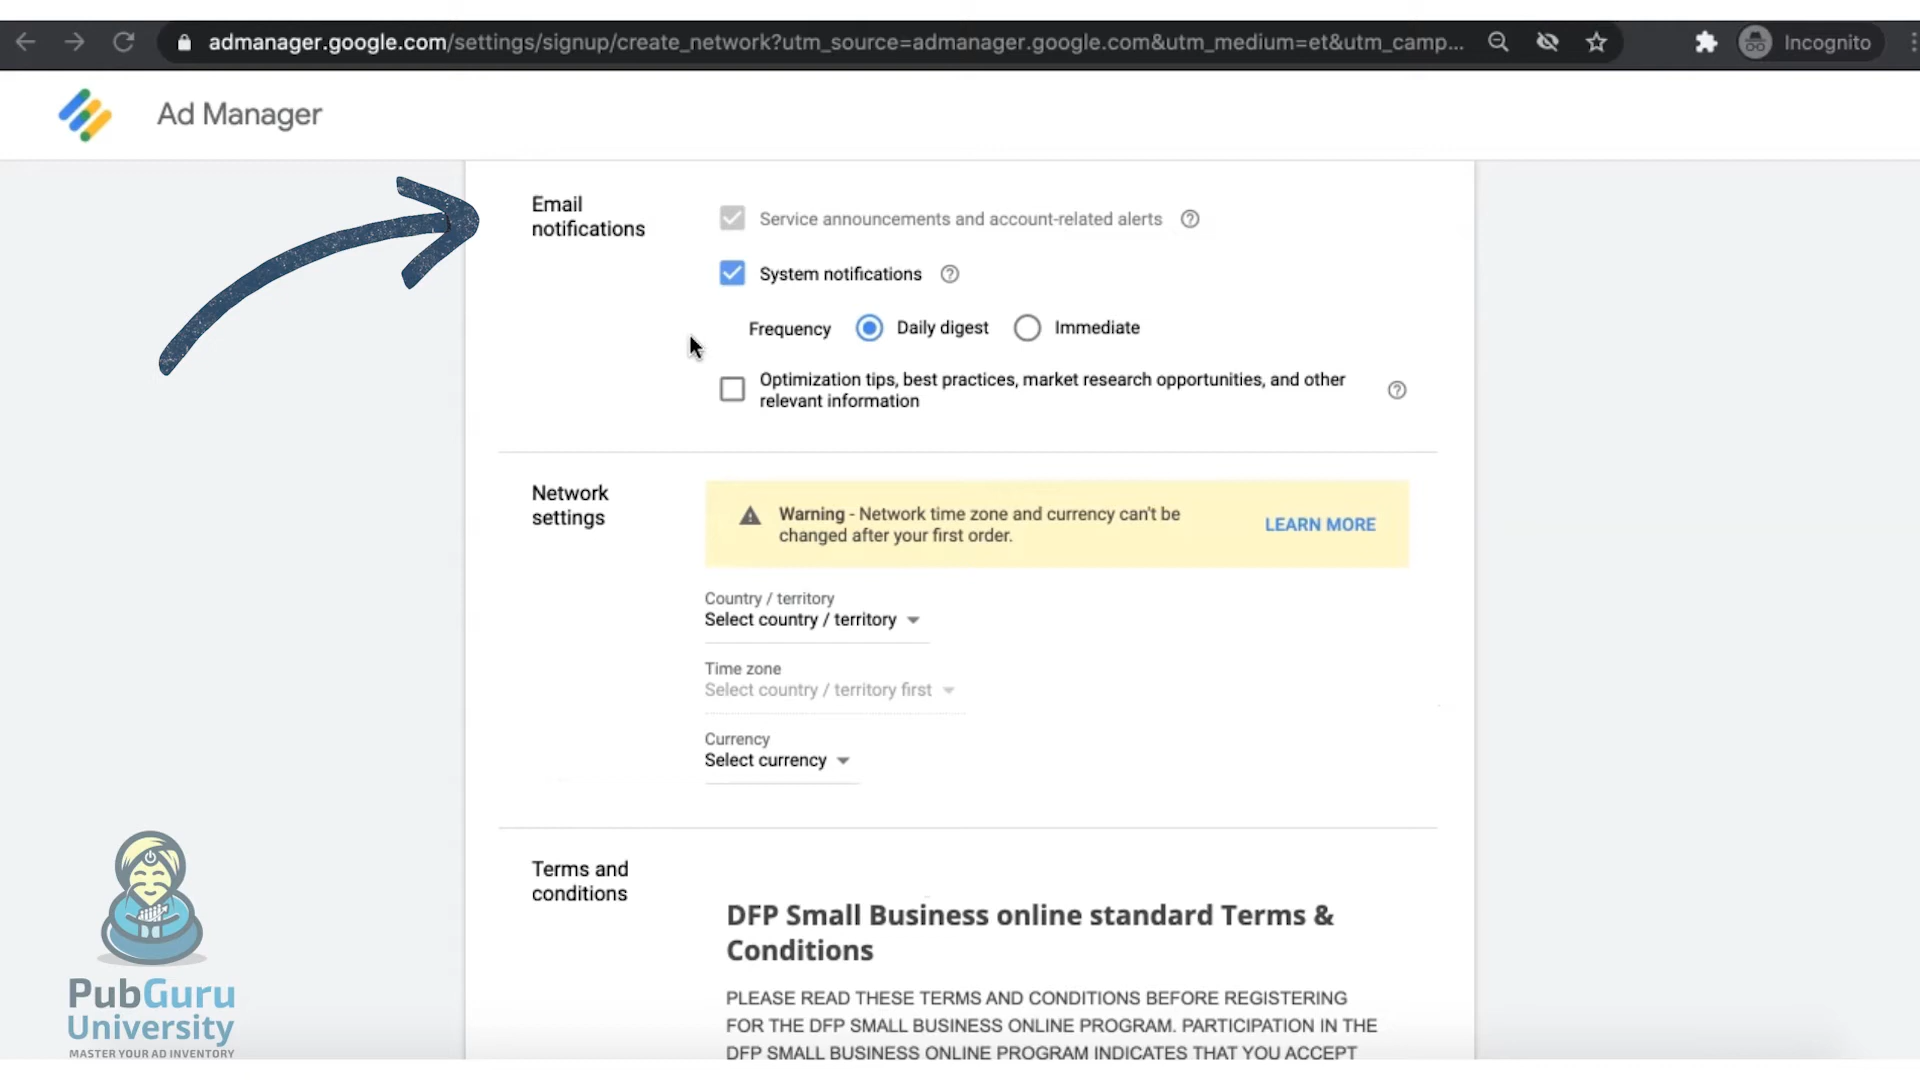 admanager.google.com/settings/signup/create_network?utm_source=admanager.google.com&utm_medium=et&utm_camp...
Incognito
Ad Manager
Email
notifications
Service announcements and account-related alerts
System notifications
Frequency
Daily digest
Immediate
Optimization tips, best practices, market research opportunities, and other
relevant information
Network
settings
Warning - Network time zone and currency can't be
changed after your first order.
LEARN MORE
Country / territory
Select country / territory
Time zone
Select country / territory first
Currency
Select currency
Terms and
conditions
DFP Small Business online standard Terms &
Conditions
PLEASE READ THESE TERMS AND CONDITIONS BEFORE REGISTERING
FOR THE DFP SMALL BUSINESS ONLINE PROGRAM. PARTICIPATION IN THE
DFP SMALL BUSINESS ONLINE PROGRAM INDICATES THAT YOU ACCEPT
PubGuru
University
MASTER YOUR AD INVENTORY